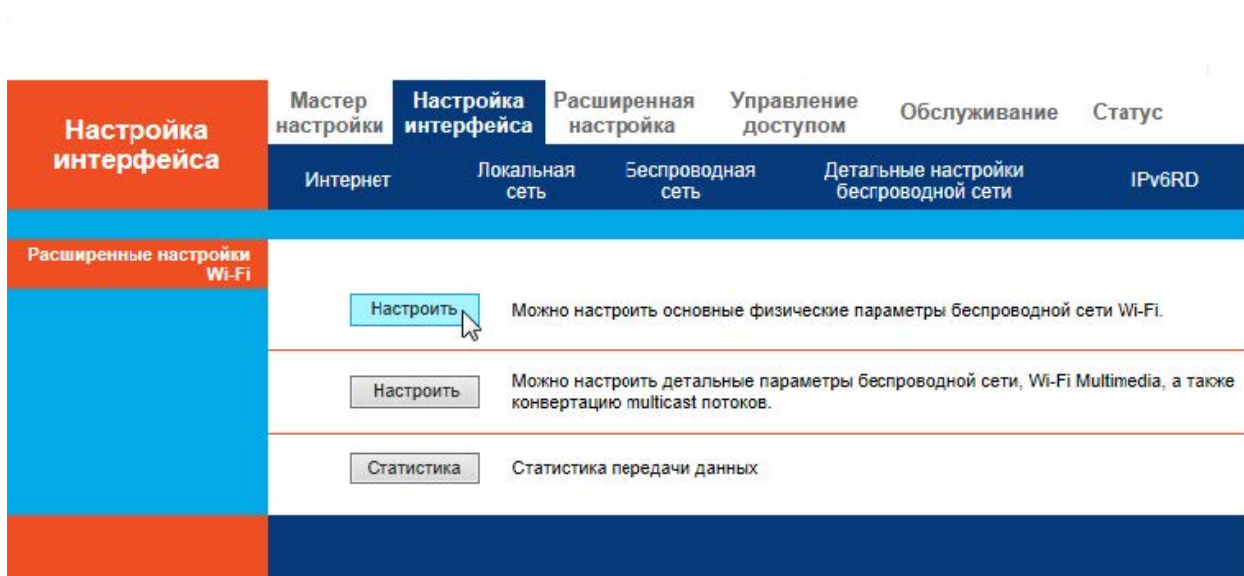 Настройка
интерфейса
Мастер
настройки
Настройка
интерфейса
Расширенная
настройка
Управление
доступом
Обслуживание
Статус
Интернет
Локальная
сеть
Беспроводная
сеть
Детальные настройки
беспроводной сети
IPv6RD
Расширенные настройки
Wi-Fi
Настроить
Можно настроить основные физические параметры беспроводной сети Wi-Fi.
Настроить
Можно настроить детальные параметры беспроводной сети, Wi-Fi Multimedia, а также
конвертацию multicast потоков.
Статистика
Статистика передачи данных